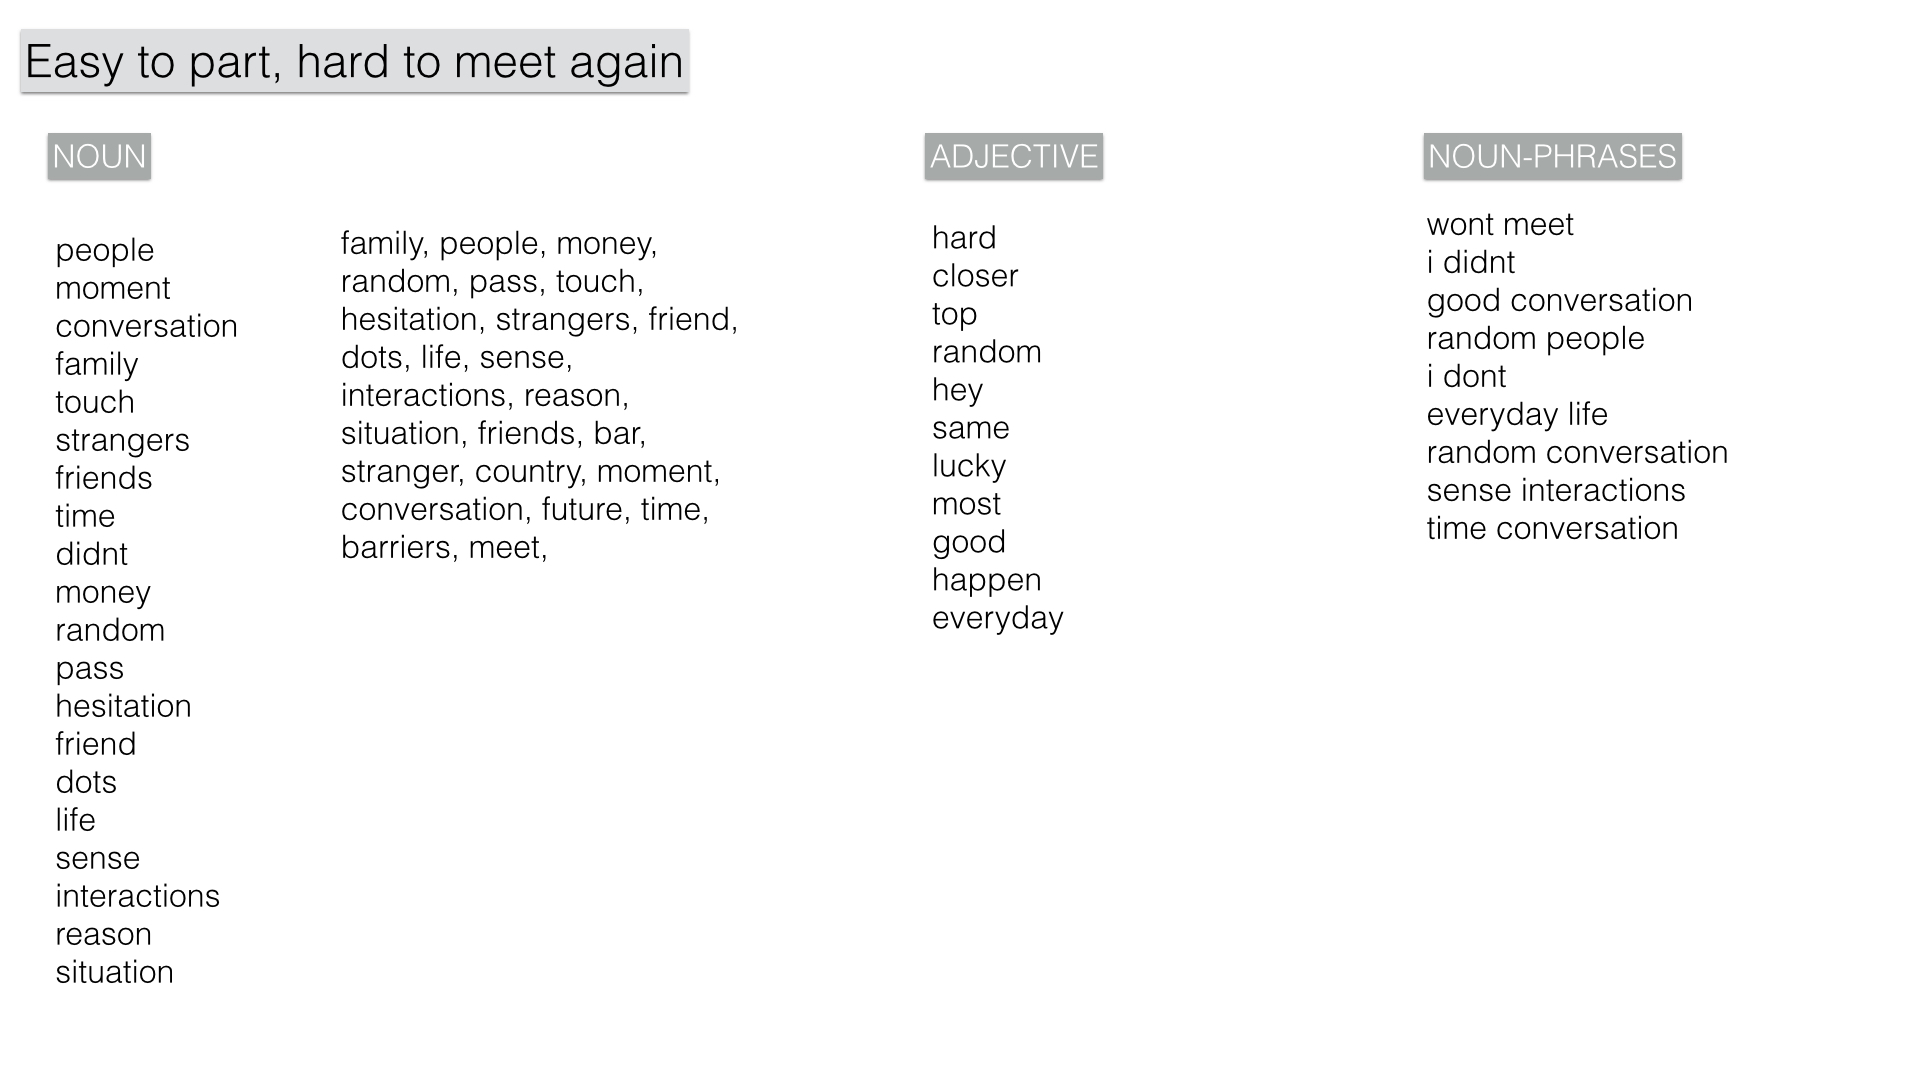 Easy to part, hard to meet again
NOUN
people
moment
conversation
family
touch
strangers
friends
time
didnt
money
random
pass
hesitation
friend
dots
life
sense
interactions
reason
situation
family, people, money,
random, pass, touch,
hesitation, strangers, friend,
dots, life, sense,
interactions, reason,
situation, friends, bar,
stranger, country, moment,
conversation, future, time,
barriers, meet,
ADJECTIVE
hard
closer
top
random
hey
same
lucky
most
good
happen
everyday
NOUN-PHRASES
wont meet
i didnt
good conversation
random people
i dont
everyday life
random conversation
sense interactions
time conversation